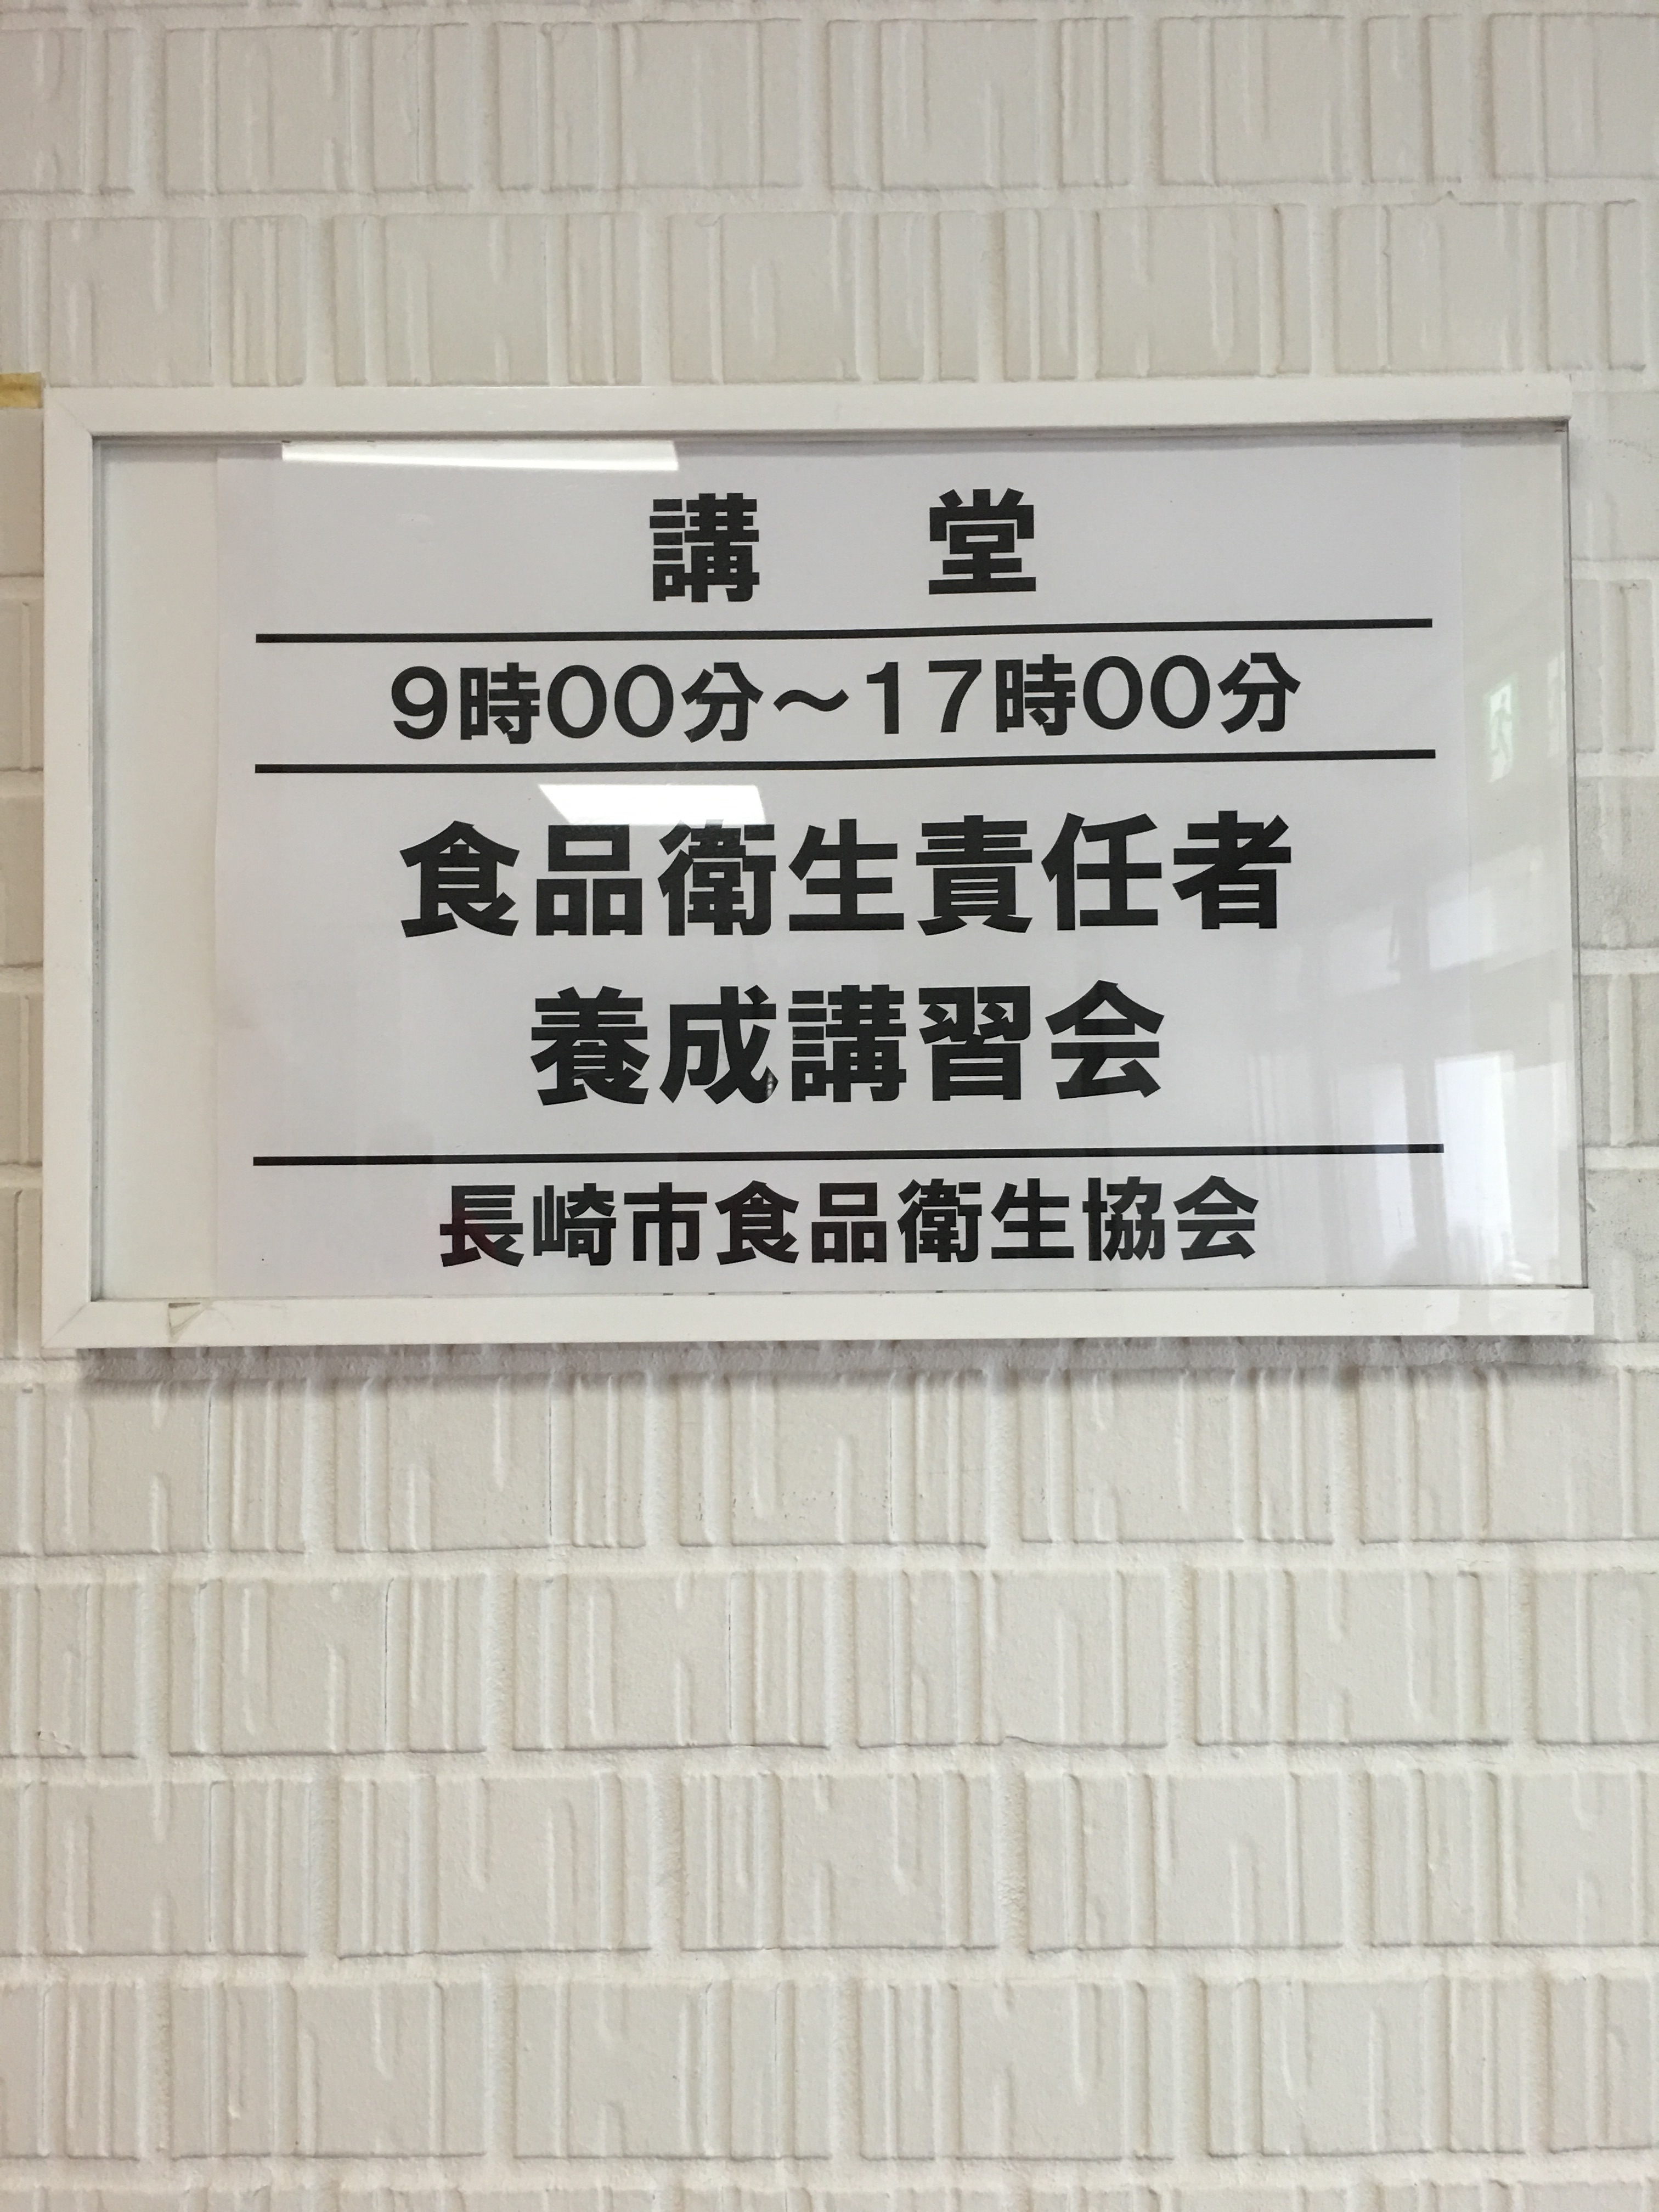 講　堂
９時００分～１７時００分
食品衛生責任者
養成講習会
長崎市食品衛生協会